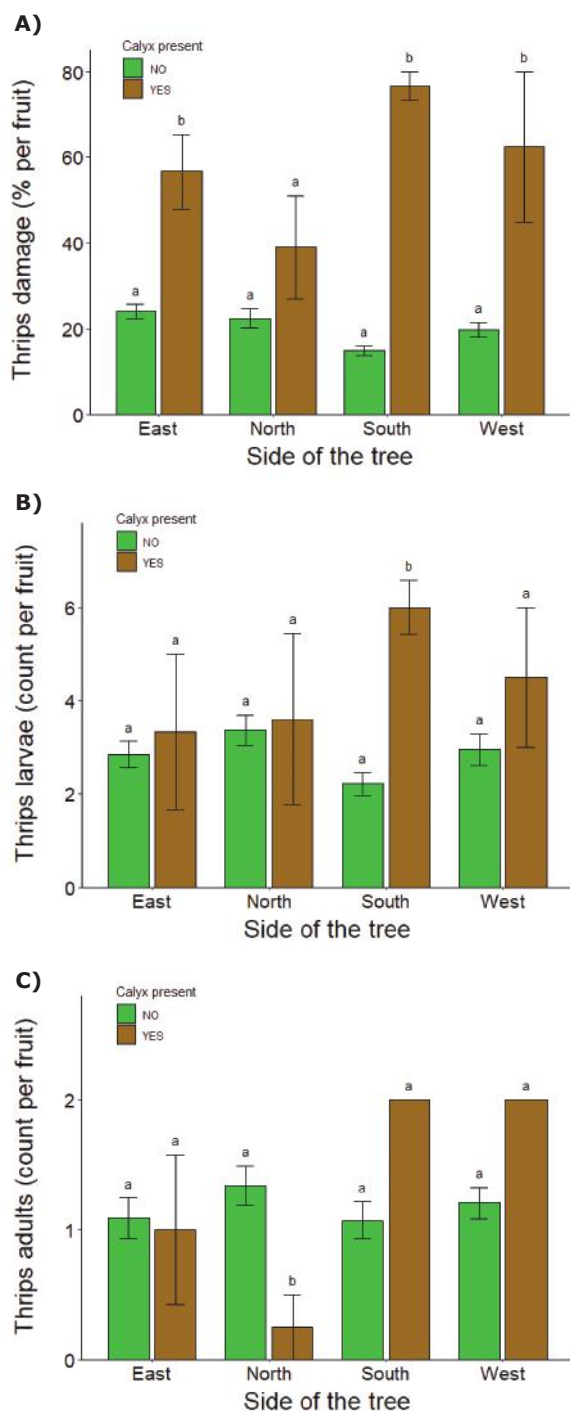 A)
Calyx present
NO
YES
Thrips damage (% per fruit)
80
60
40
20
0
a
b
a
a
a
b
a
b
East North South West
Side of the tree
B)
Calyx present
NO
YES
Thrips larvae (count per fruit)
6
4
2
0
a
a
a
a
a
b
a
a
East North South West
Side of the tree
C)
Calyx present
NO
YES
Thrips adults (count per fruit)
2
1
0
a
a
a
b
a
a
a
a
East North South West
Side of the tree